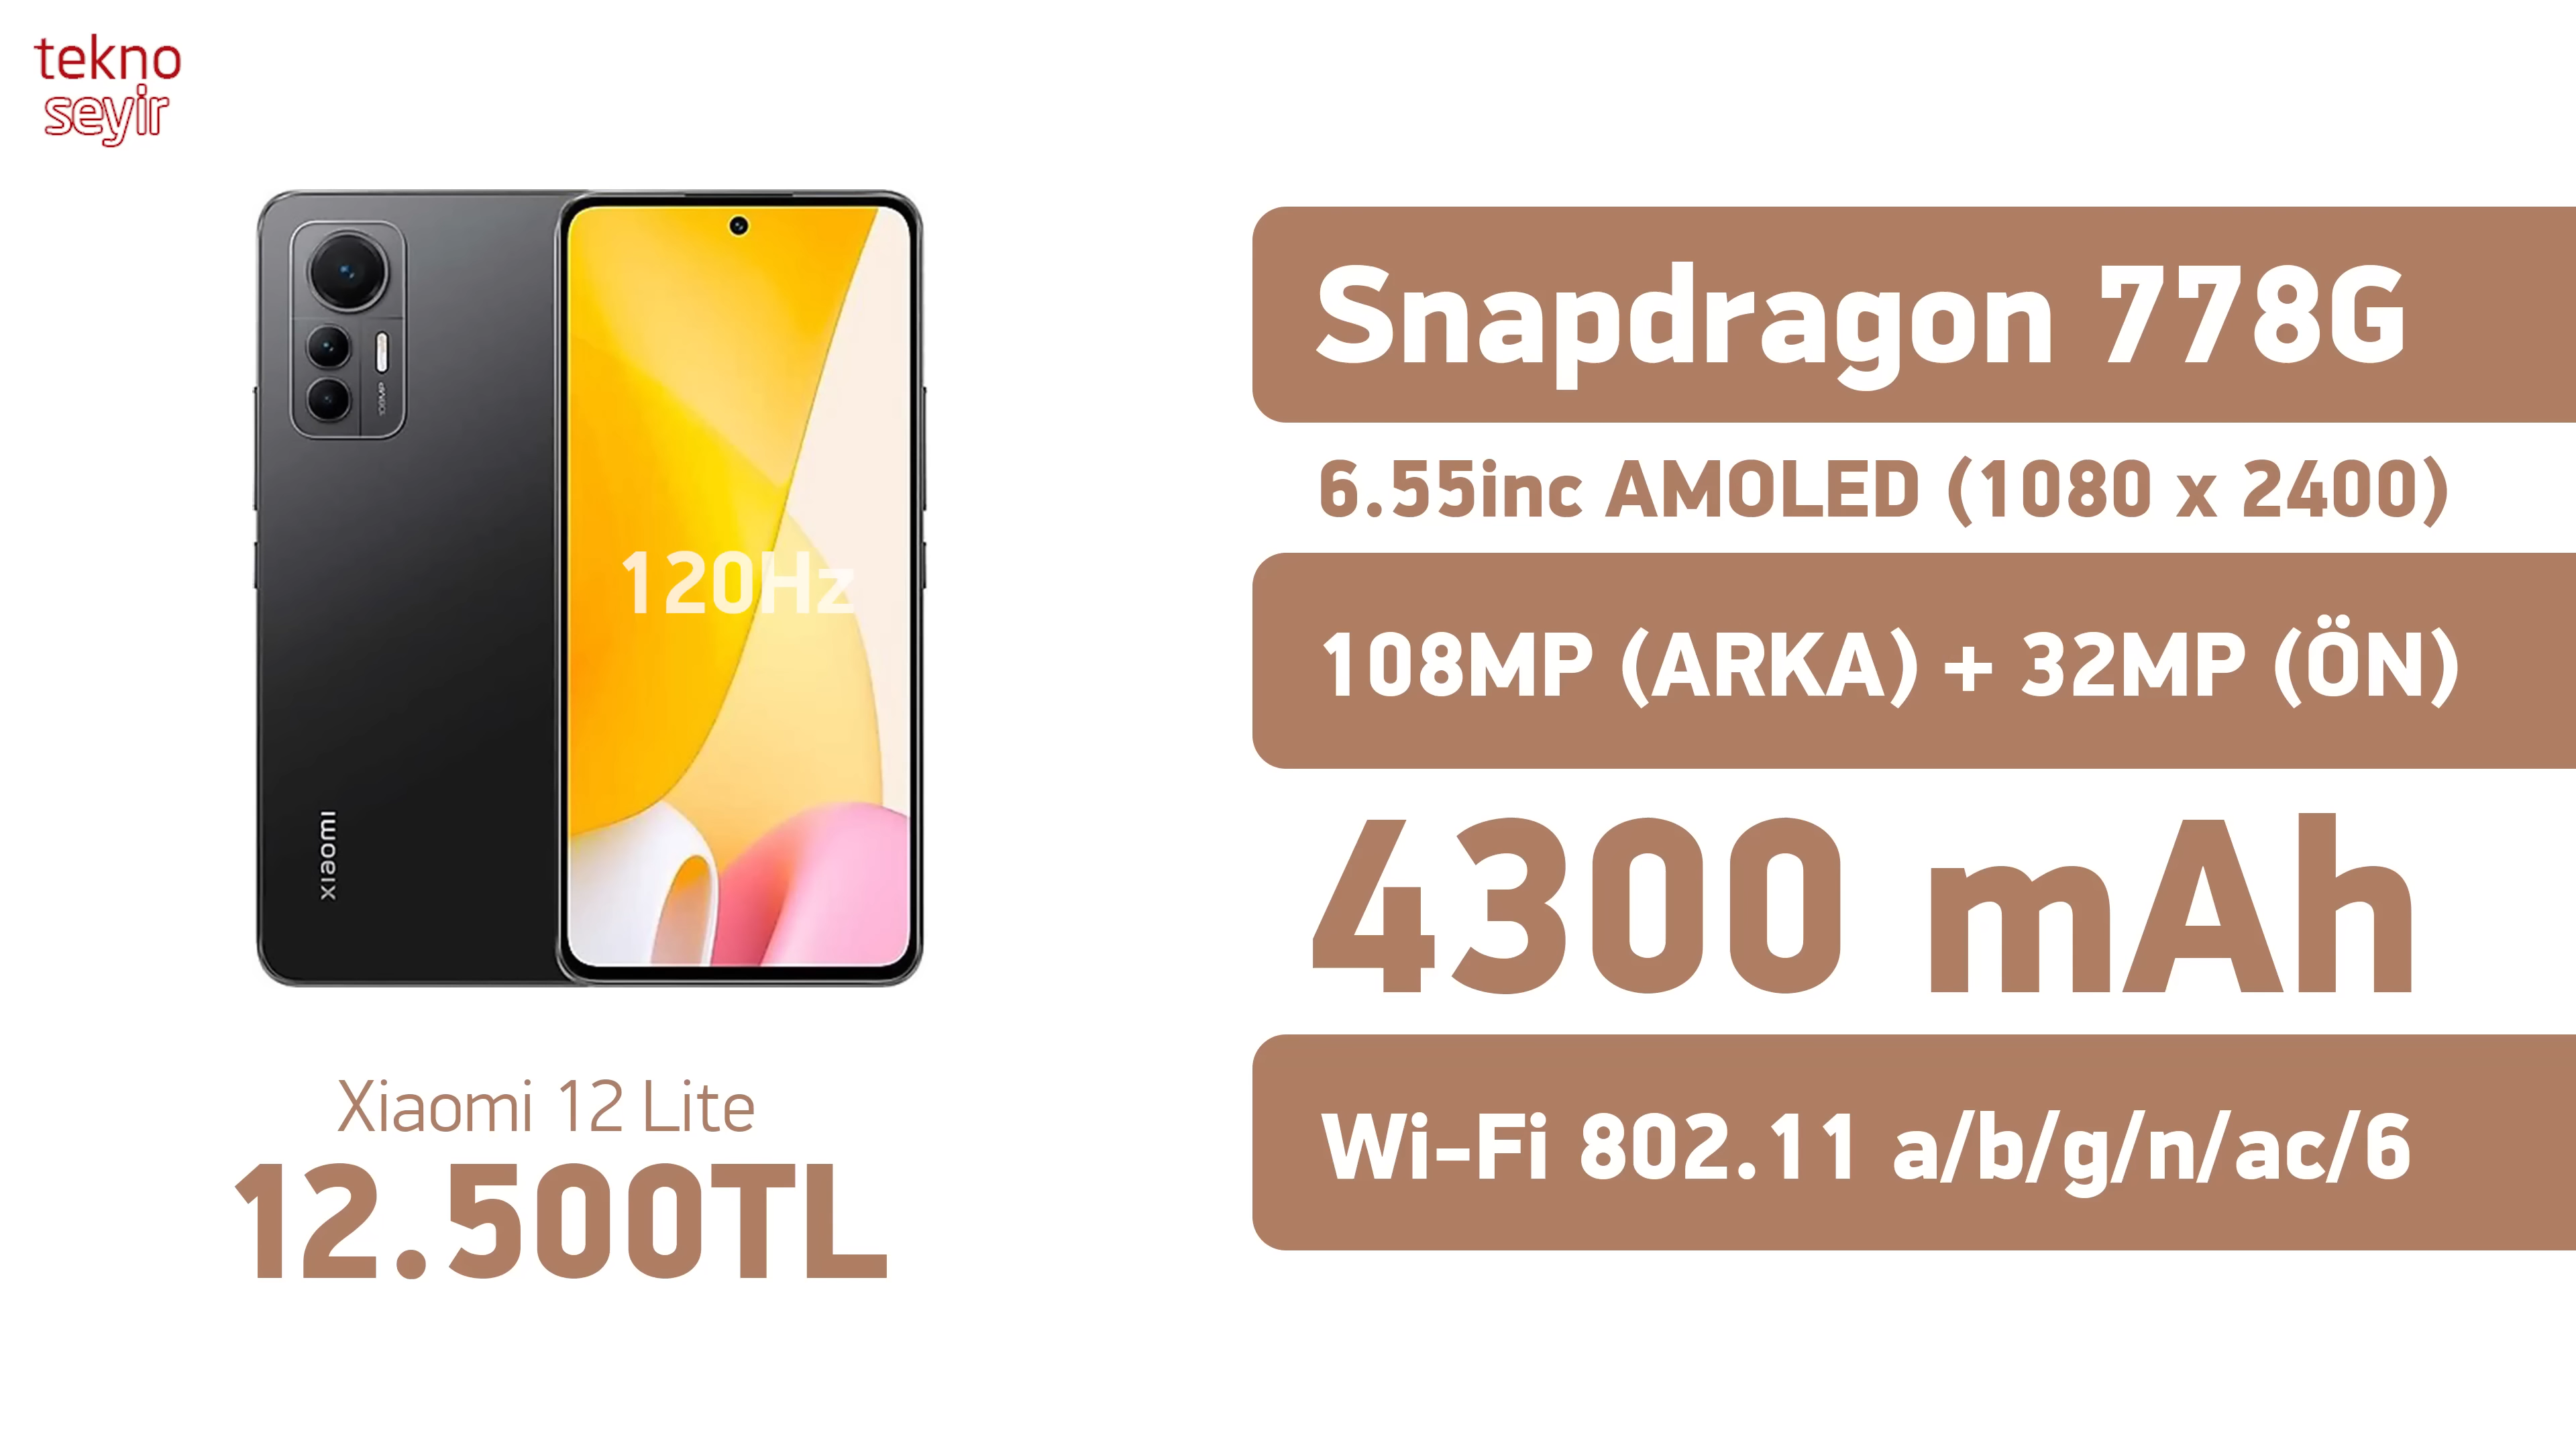 tekno
seyir
108MP
xiaomi
120Hz
Xiaomi 12 Lite
12.500TL
Snapdragon 778G
6.55inc AMOLED (1080 x 2400)
108MP (ARKA) + 32MP (ÖN)
4300 mAh
Wi-Fi 802.11 a/b/g/n/ac/6